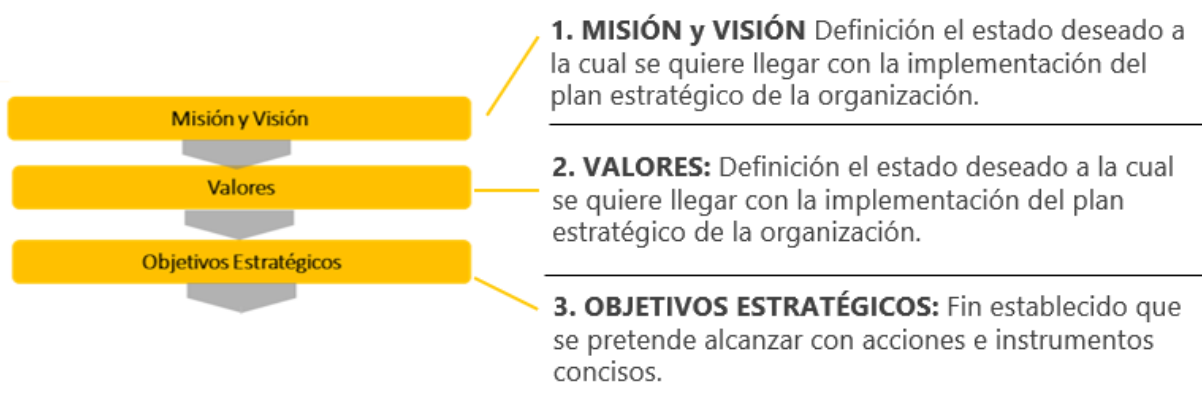 Misión y Visión
Valores
Objetivos Estratégicos
1. MISIÓN y VISIÓN Definición el estado deseado a
la cual se quiere llegar con la implementación del
plan estratégico de la organización.
2. VALORES: Definición el estado deseado a la cual
se quiere llegar con la implementación del plan
estratégico de la organización.
3. OBJETIVOS ESTRATÉGICOS: Fin establecido que
se pretende alcanzar con acciones e instrumentos
concisos.